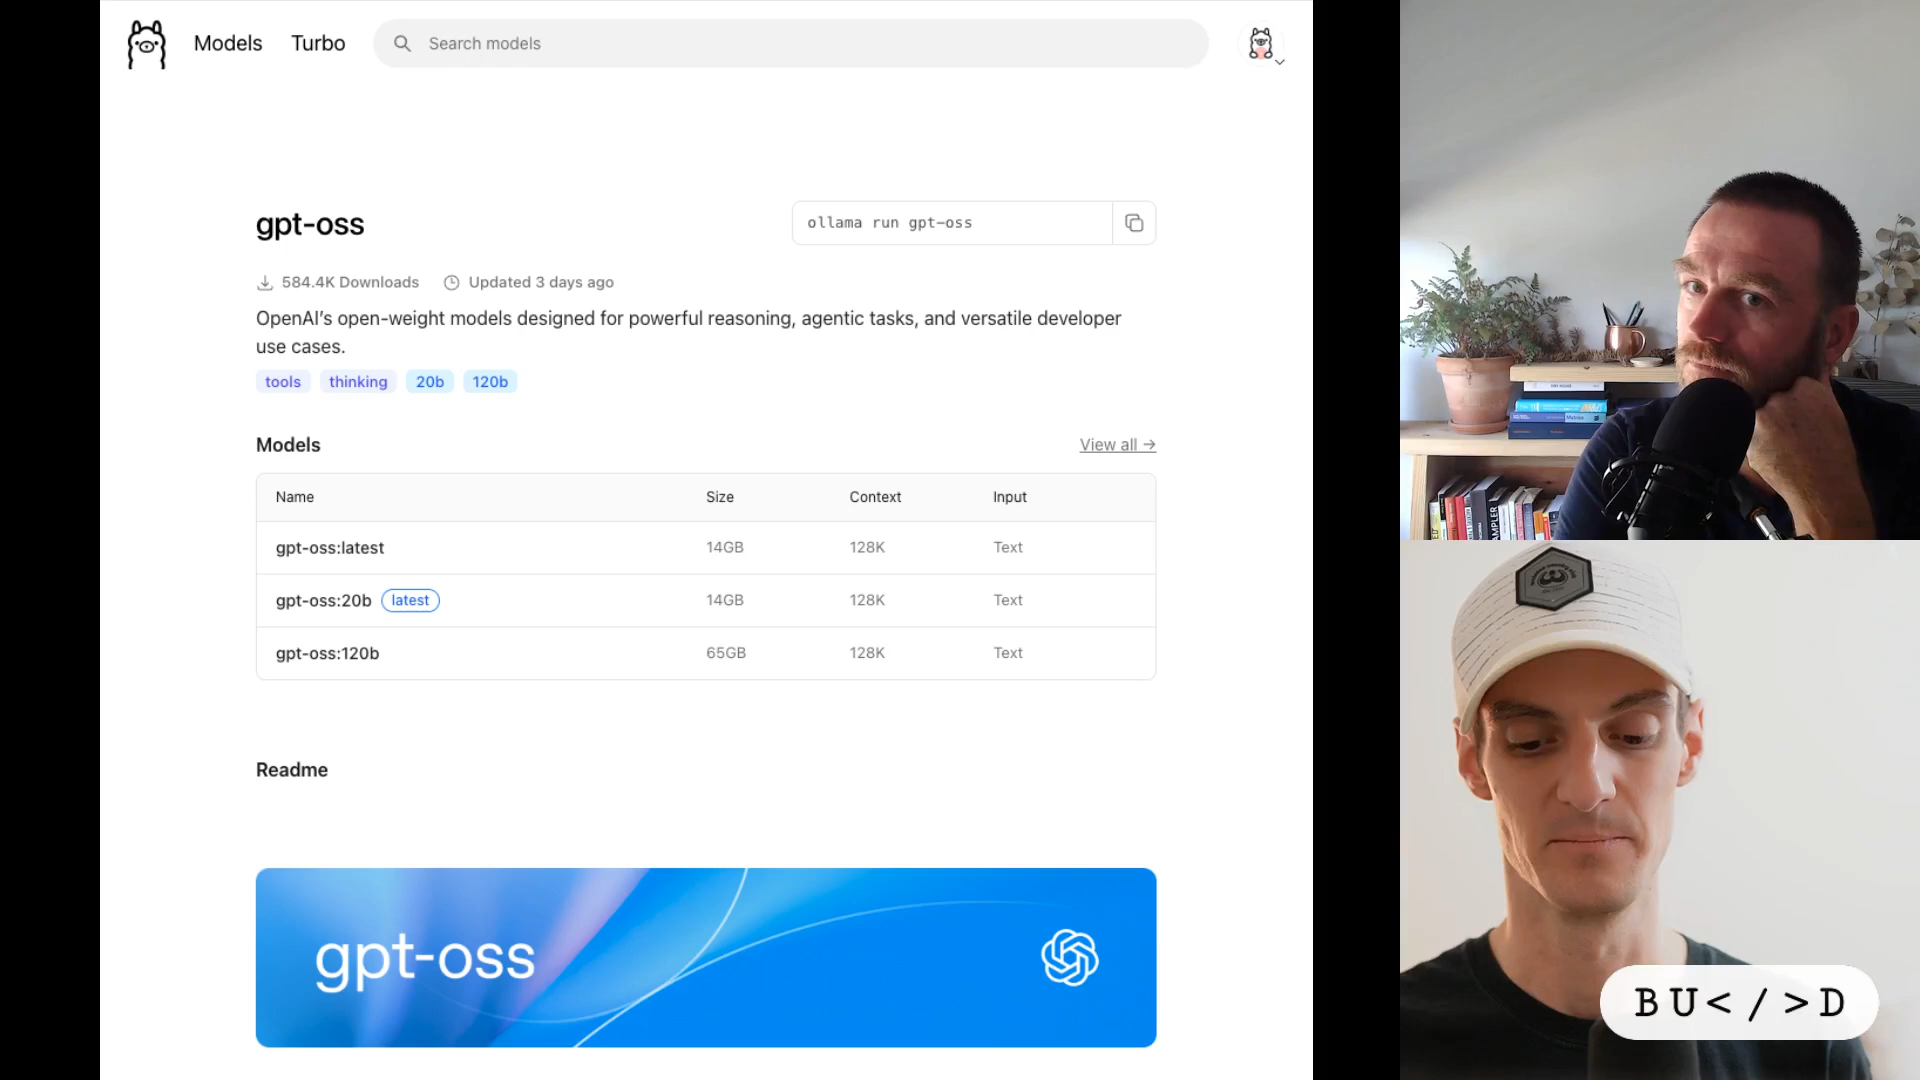 Models
Turbo
Search models
gpt-oss
ollama run gpt-oss
584.4K Downloads
Updated 3 days ago
OpenAI's open-weight models designed for powerful reasoning, agentic tasks, and versatile developer
use cases.
tools
thinking
20b
120b
Models
View all →
Name
Size
Context
Input
gpt-oss:latest
14GB
128K
Text
gpt-oss:20b
latest
14GB
128K
Text
gpt-oss:120b
65GB
128K
Text
Readme
gpt-oss
BU</>D